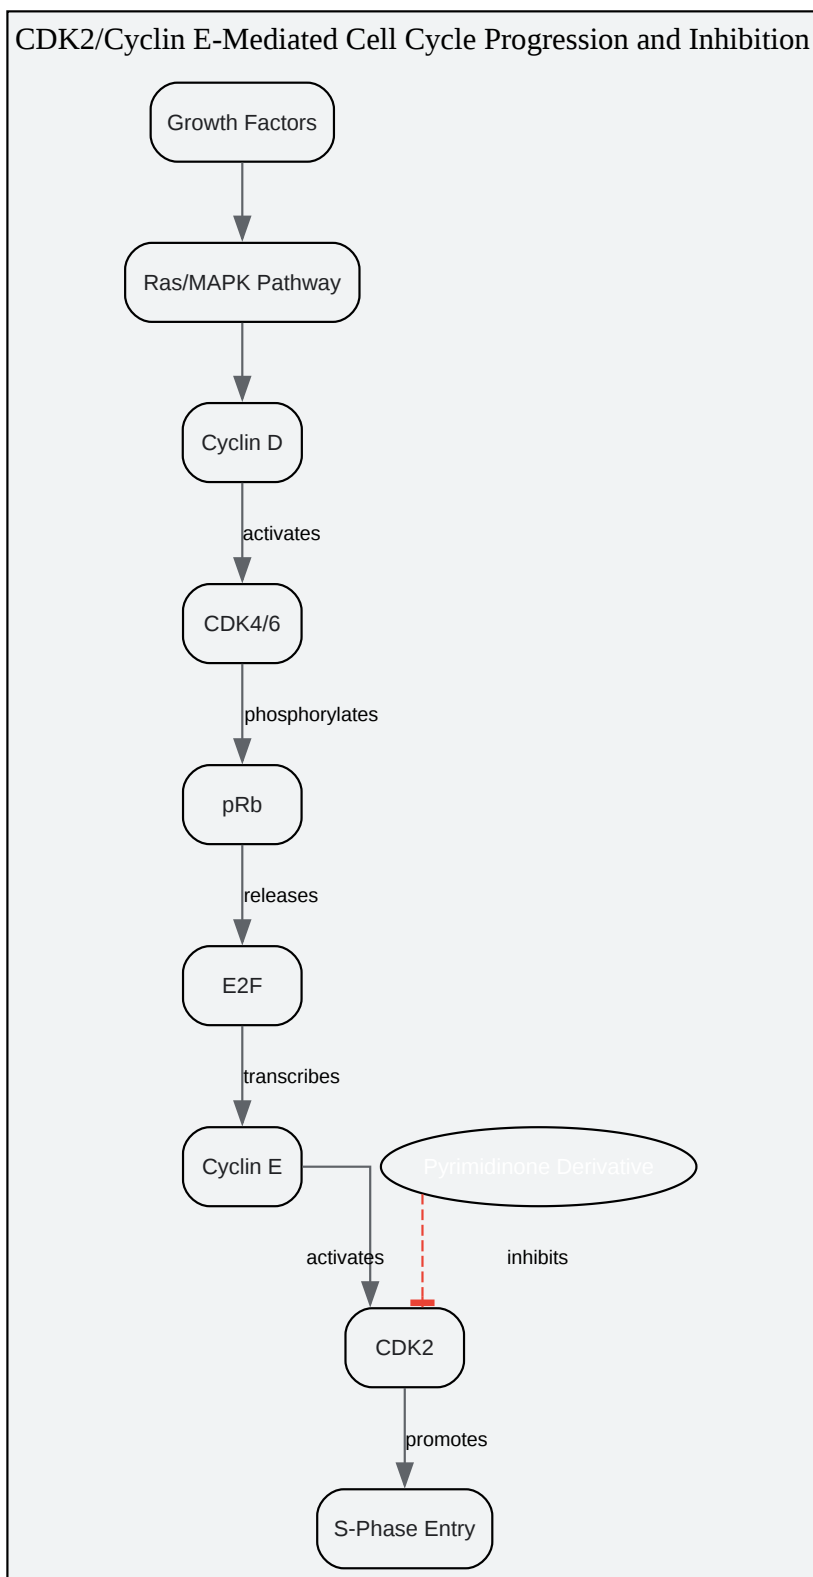 CDK2/Cyclin E-Mediated Cell Cycle Progression and Inhibition
Growth Factors
Ras/MAPK Pathway
Cyclin D
activates
CDK4/6
phosphorylates
pRb
releases
E2F
transcribes
Cyclin E
Pyrimidinone Derivative
activates
inhibits
CDK2
promotes
S-Phase Entry